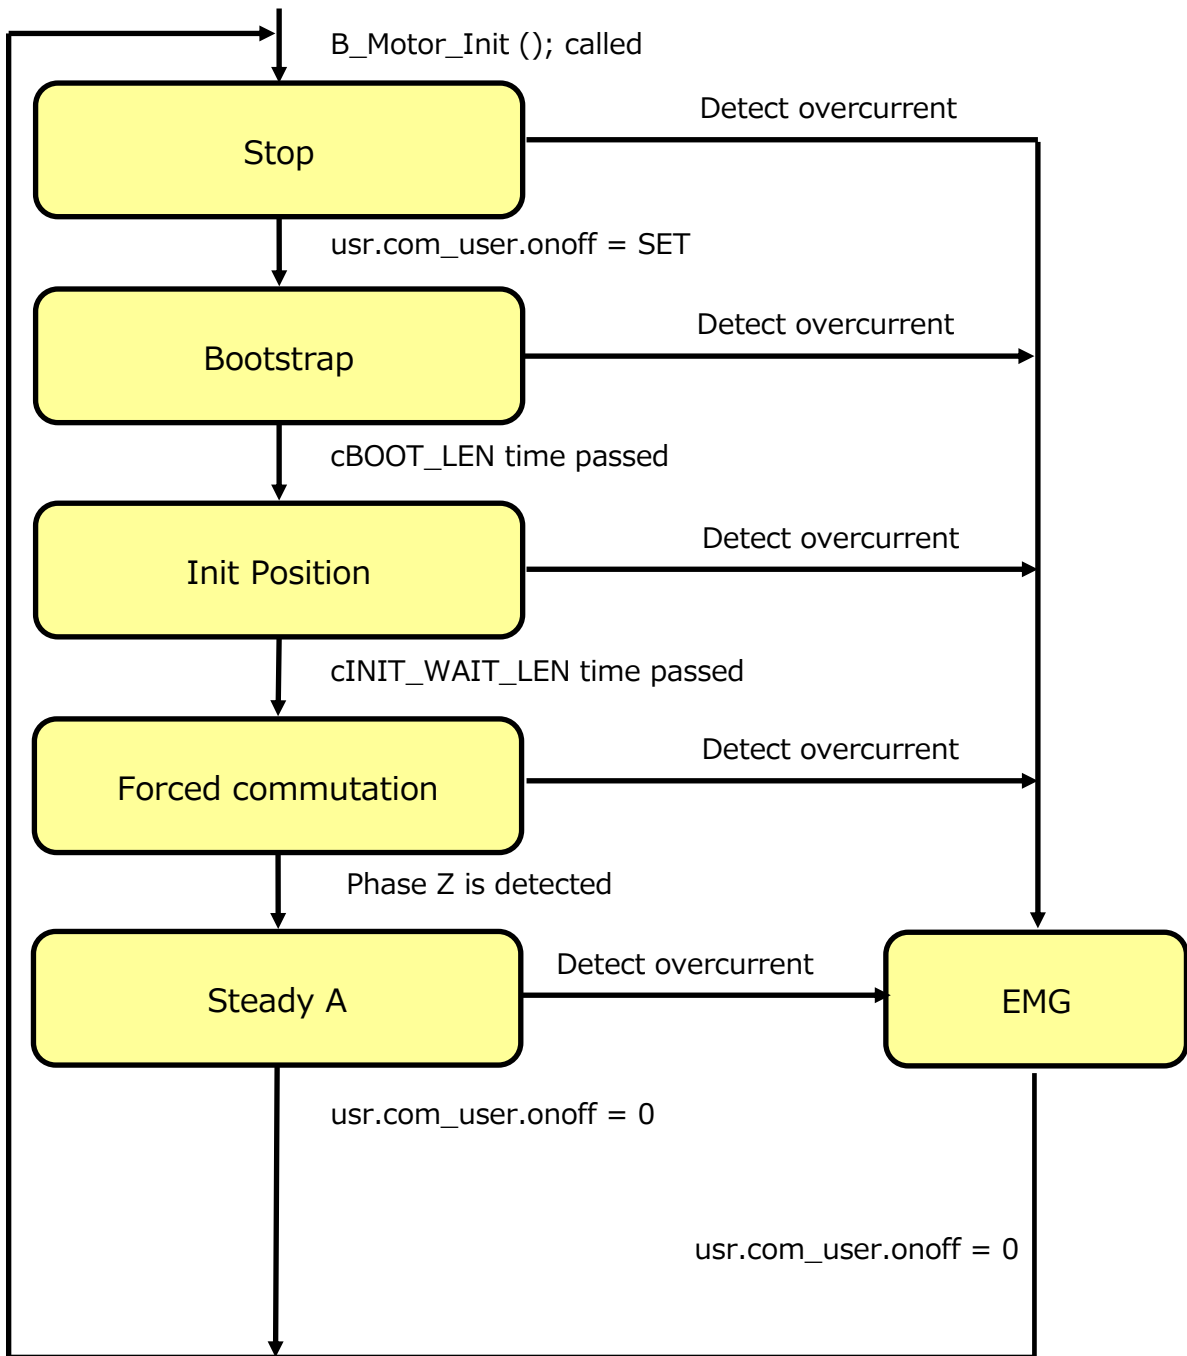 B_Motor_Init (); called
Detect overcurrent
Stop
usr.com_user.onoff = SET
Detect overcurrent
Bootstrap
cBOOT_LEN time passed
Detect overcurrent
Init Position
cINIT_WAIT_LEN time passed
Detect overcurrent
Forced commutation
Phase Z is detected
Detect overcurrent
Steady A
EMG
usr.com_user.onoff = 0
usr.com_user.onoff = 0